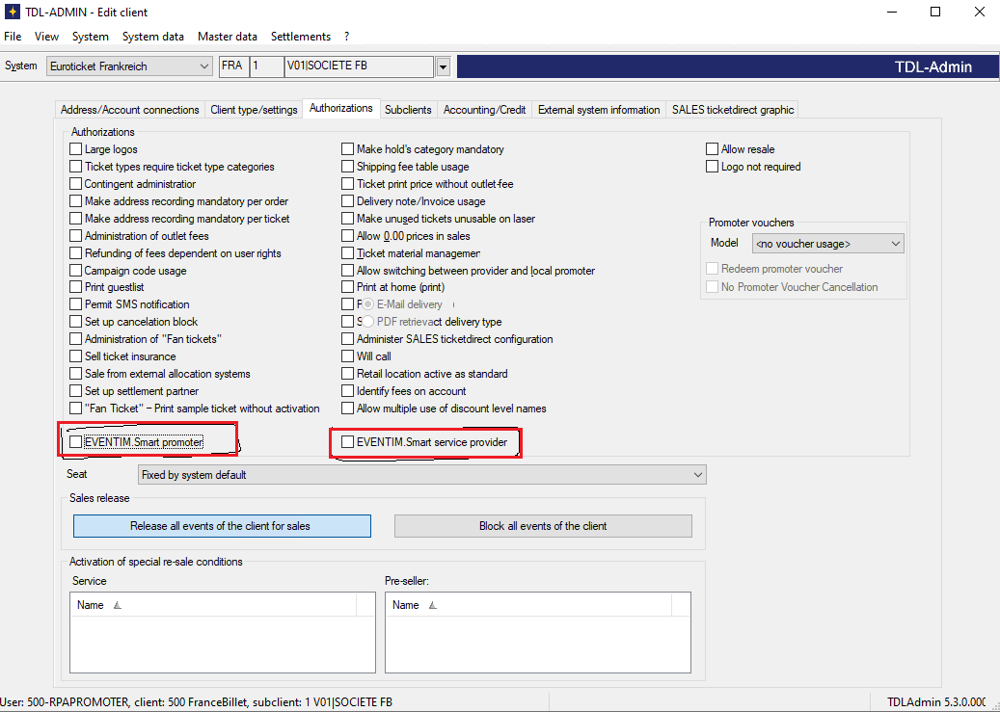 TDL-ADMIN - Edit client
File View System System data Master data Settlements ?
System Euroticket Frankreich FRA 1 V01|SOCIETE FB TDL-Admin
Address/Account connections Client type/settings Authorizations Subclients Accounting/Credit External system information SALES ticketdirect graphic
Authorizations
Large logos
Ticket types require ticket type categories
Contingent administratior
Make address recording mandatory per order
Make address recording mandatory per ticket
Administration of outlet fees
Refunding of fees dependent on user rights
Campaign code usage
Print guestlist
Permit SMS notification
Set up cancelation block
Administration of "Fan tickets"
Sell ticket insurance
Sale from external allocation systems
Set up settlement partner
"Fan Ticket" – Print sample ticket without activation
EVENTIM.Smart promoter
Make hold's category mandatory
Shipping fee table usage
Ticket print price without outlet-fee
Delivery note/Invoice usage
Make unused tickets unusable on laser
Allow 0.00 prices in sales
Ticket material managemer
Allow switching between provider and local promoter
Print at home (print)
E-Mail delivery
PDF retrievact delivery type
Administer SALES ticketdirect configuration
Will call
Retail location active as standard
Identify fees on account
Allow multiple use of discount level names
EVENTIM.Smart service provider
Allow resale
Logo not required
Promoter vouchers
Model <no voucher usage>
Redeem promoter voucher
No Promoter Voucher Cancellation
Seat Fixed by system default
Sales release
Release all events of the client for sales Block all events of the client
Activation of special re-sale conditions
Service Pre-seller:
Name Name
User: 500-RPAPROMOTER, client: 500 FranceBillet, subclient: 1 V01|SOCIETE FB TDLAdmin 5.3.0.000